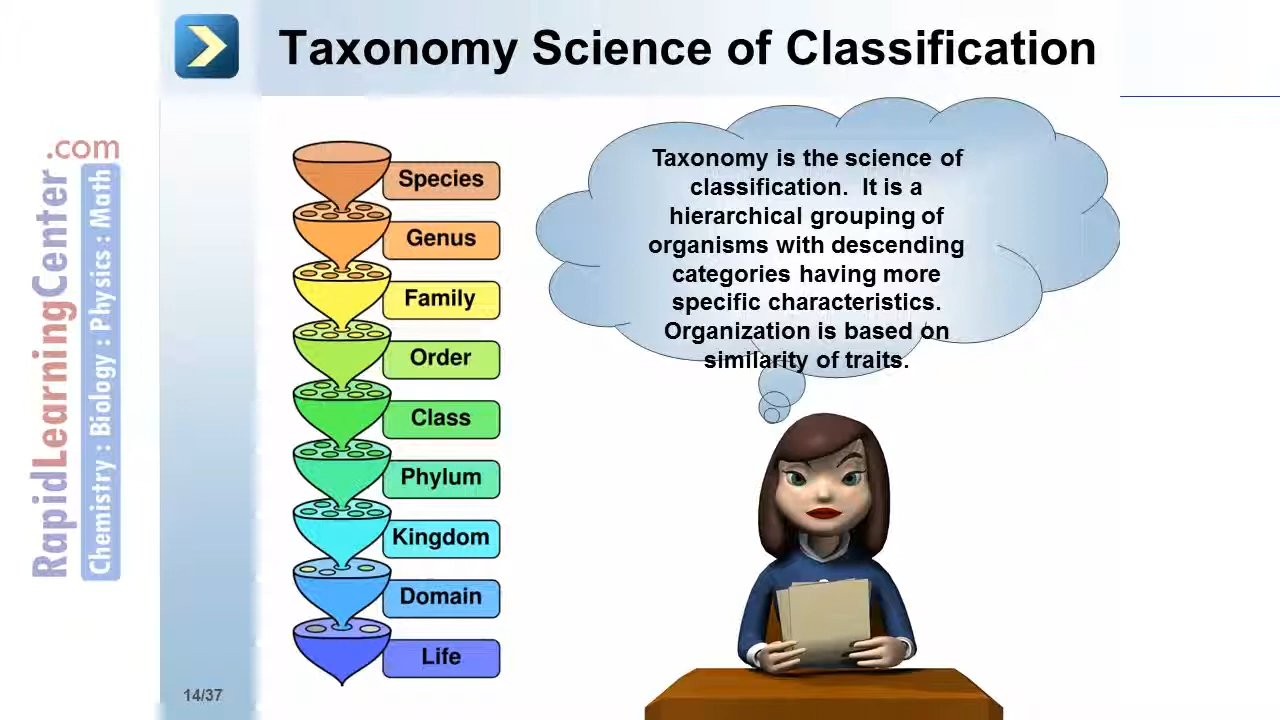 Taxonomy Science of Classification
RapidLearningCenter.com
Chemistry : Biology : Physics : Math
Species
Genus
Family
Order
Class
Phylum
Kingdom
Domain
Life
Taxonomy is the science of
classification. It is a
hierarchical grouping of
organisms with descending
categories having more
specific characteristics.
Organization is based on
similarity of traits.
14/37